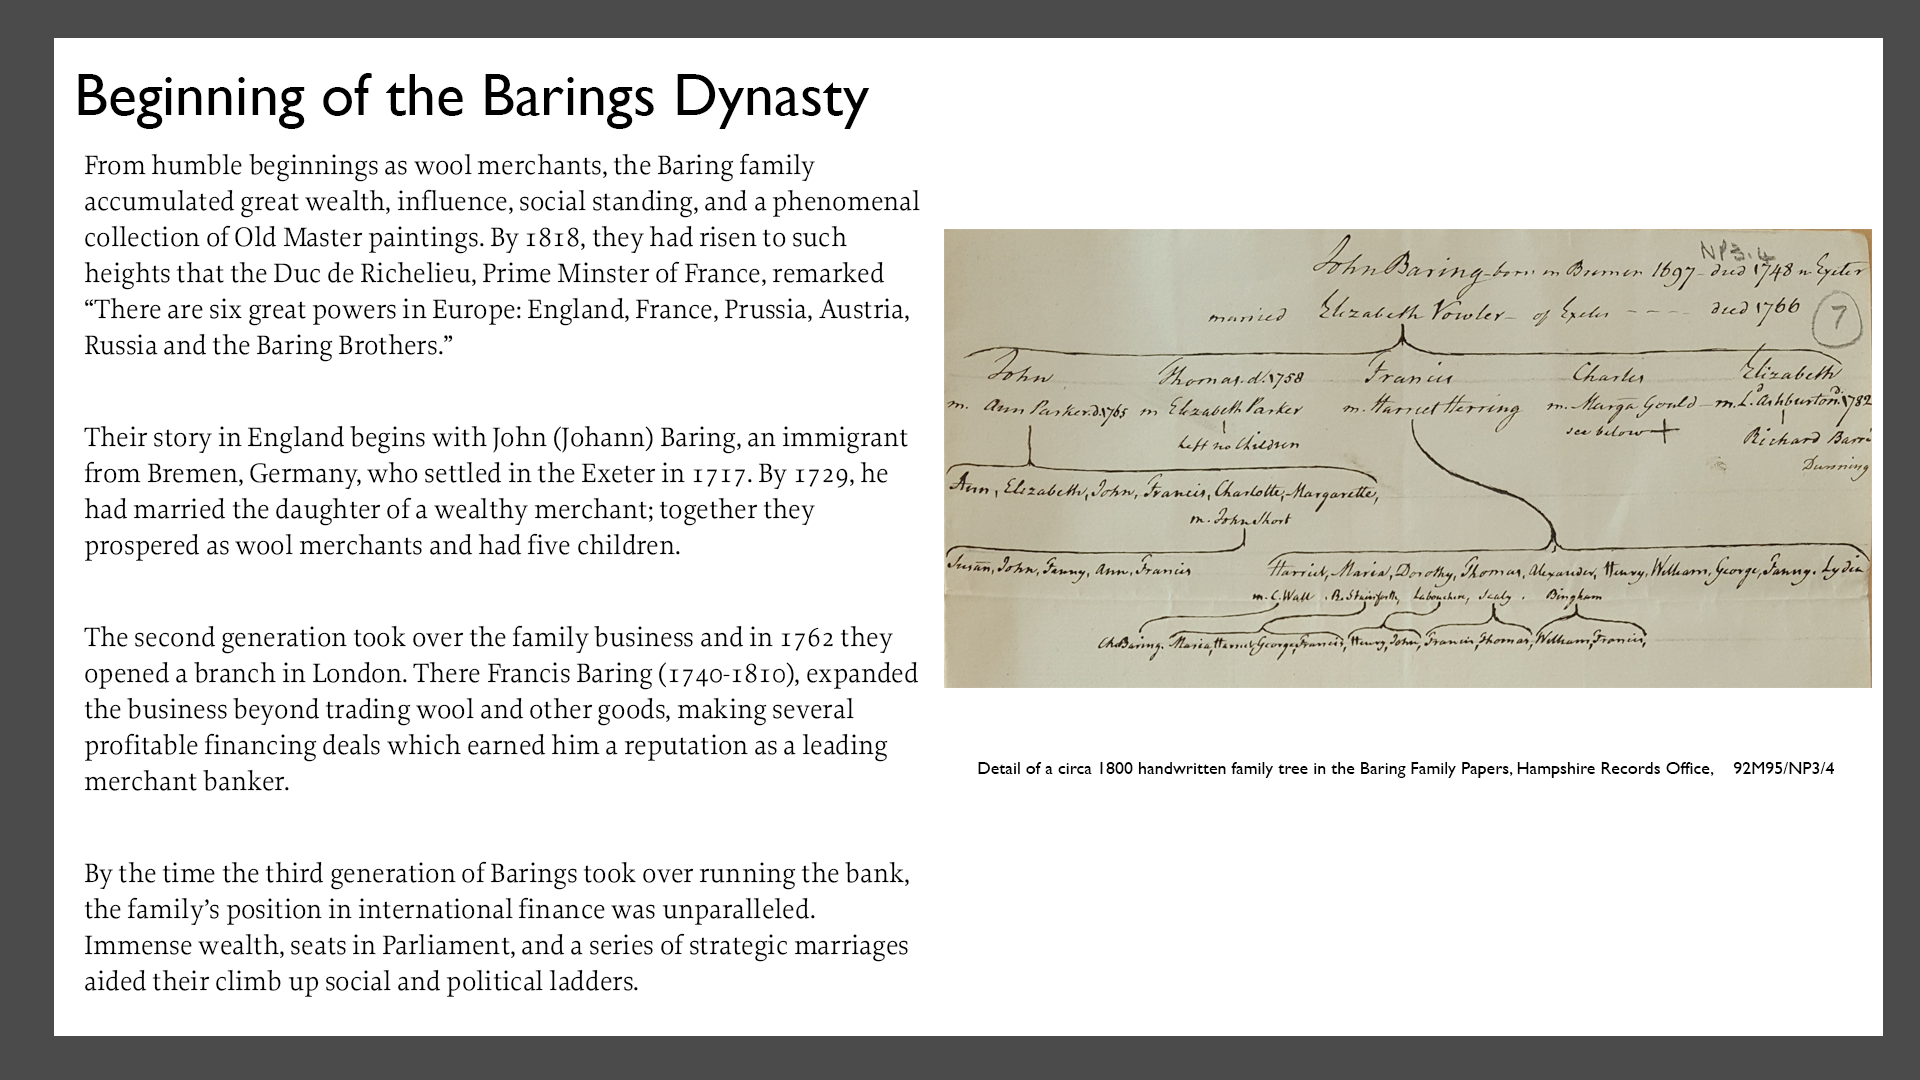 Beginning of the Barings Dynasty
From humble beginnings as wool merchants, the Baring family
accumulated great wealth, influence, social standing, and a phenomenal
collection of Old Master paintings. By 1818, they had risen to such
heights that the Duc de Richelieu, Prime Minster of France, remarked
“There are six great powers in Europe: England, France, Prussia, Austria,
Russia and the Baring Brothers.”
Their story in England begins with John (Johann) Baring, an immigrant
from Bremen, Germany, who settled in the Exeter in 1717. By 1729, he
had married the daughter of a wealthy merchant; together they
prospered as wool merchants and had five children.
The second generation took over the family business and in 1762 they
opened a branch in London. There Francis Baring (1740-1810), expanded
the business beyond trading wool and other goods, making several
profitable financing deals which earned him a reputation as a leading
merchant banker.
By the time the third generation of Barings took over running the bank,
the family’s position in international finance was unparalleled.
Immense wealth, seats in Parliament, and a series of strategic marriages
aided their climb up social and political ladders.
NP3.4
John Baring born in Bremen 1697 died 1748 in Exeter
married Elizabeth Vowler of Exeter died 1766
7
John Thomas d. 1758 Francis Charles Elizabeth
m. Ann Parker d. 1765 m Elizabeth Parker m. Harriet Herring m. Marga Gould m. Ld. Ashburton d. 1782
left no Children see below + Richard Barré
Dunning
Ann, Elizabeth, John, Francis, Charlotte, Margarette,
m. John Short
Susan, John, Fanny, Ann, Francis Harriet, Maria, Dorothy, Thomas, Alexander, Henry, William, George, Fanny. Lydia
m. C. Wall . R. Stainforth, Labouchere, Sealy . Bingham
Ch. Baring. Maria, Harriet, George, Francis, Henry, John, Francis, Thomas, William, Francis,
Detail of a circa 1800 handwritten family tree in the Baring Family Papers, Hampshire Records Office, 92M95/NP3/4